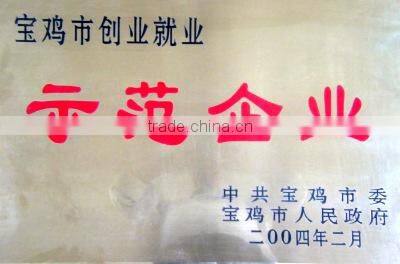 宝鸡市创业就业
示范企业
trade.china.cn
中共宝鸡市委
宝鸡市人民政府
二00四年二月